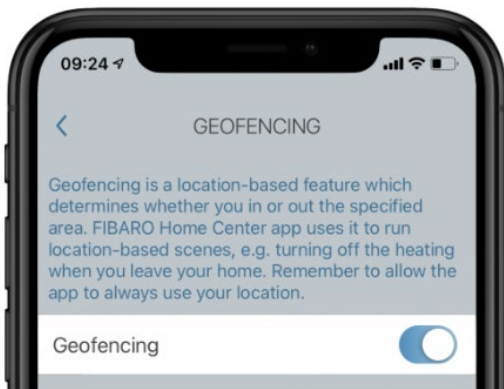 09:24
GEOFENCING
Geofencing is a location-based feature which
determines whether you in or out the specified
area. FIBARO Home Center app uses it to run
location-based scenes, e.g. turning off the heating
when you leave your home. Remember to allow the
app to always use your location.
Geofencing